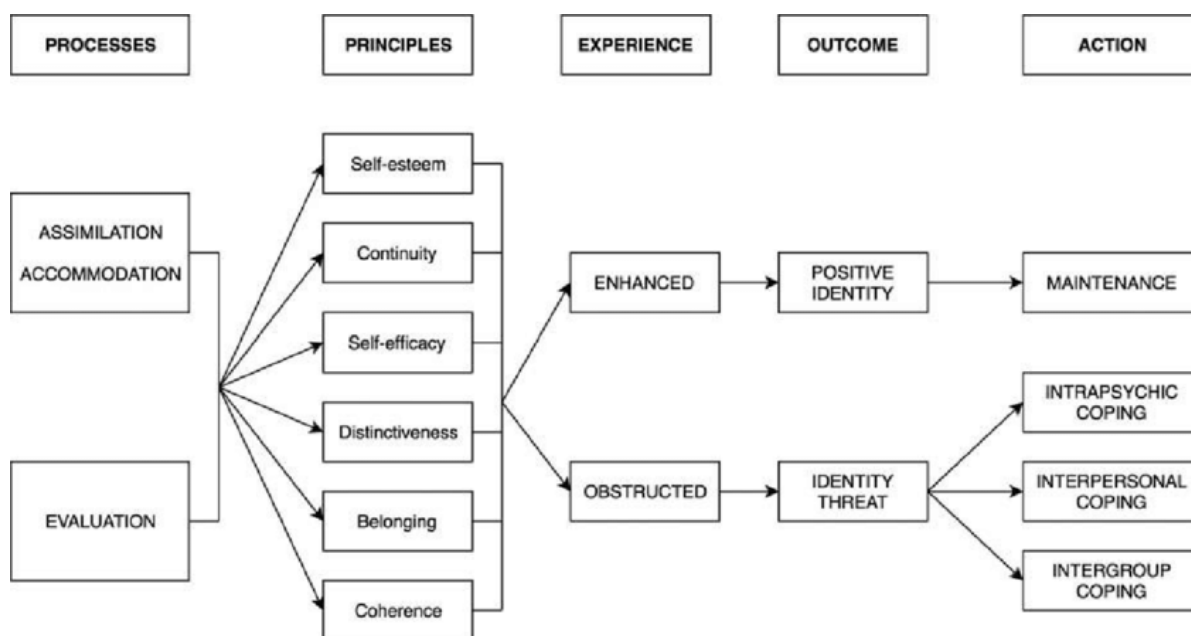 PROCESSES
PRINCIPLES
EXPERIENCE
OUTCOME
ACTION
ASSIMILATION
ACCOMMODATION
EVALUATION
Self-esteem
Continuity
Self-efficacy
Distinctiveness
Belonging
Coherence
ENHANCED
OBSTRUCTED
POSITIVE
IDENTITY
IDENTITY
THREAT
MAINTENANCE
INTRAPSYCHIC
COPING
INTERPERSONAL
COPING
INTERGROUP
COPING